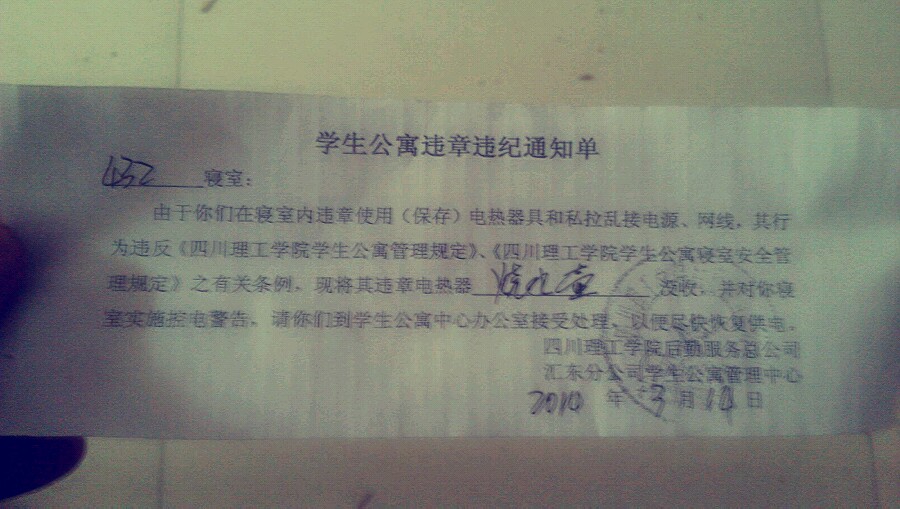 学生公寓违章违纪通知单
432 寝室：
由于你们在寝室内违章使用（保存）电热器具和私拉乱接电源、网线，其行
为违反《四川理工学院学生公寓管理规定》、《四川理工学院学生公寓寝室安全管
理规定》之有关条例，现将其违章电热器 烧水壶 没收，并对你寝
室实施控电警告，请你们到学生公寓中心办公室接受处理，以便尽快恢复供电。
四川理工学院后勤服务总公司
汇东分公司学生公寓管理中心
2010 年 3 月 10 日